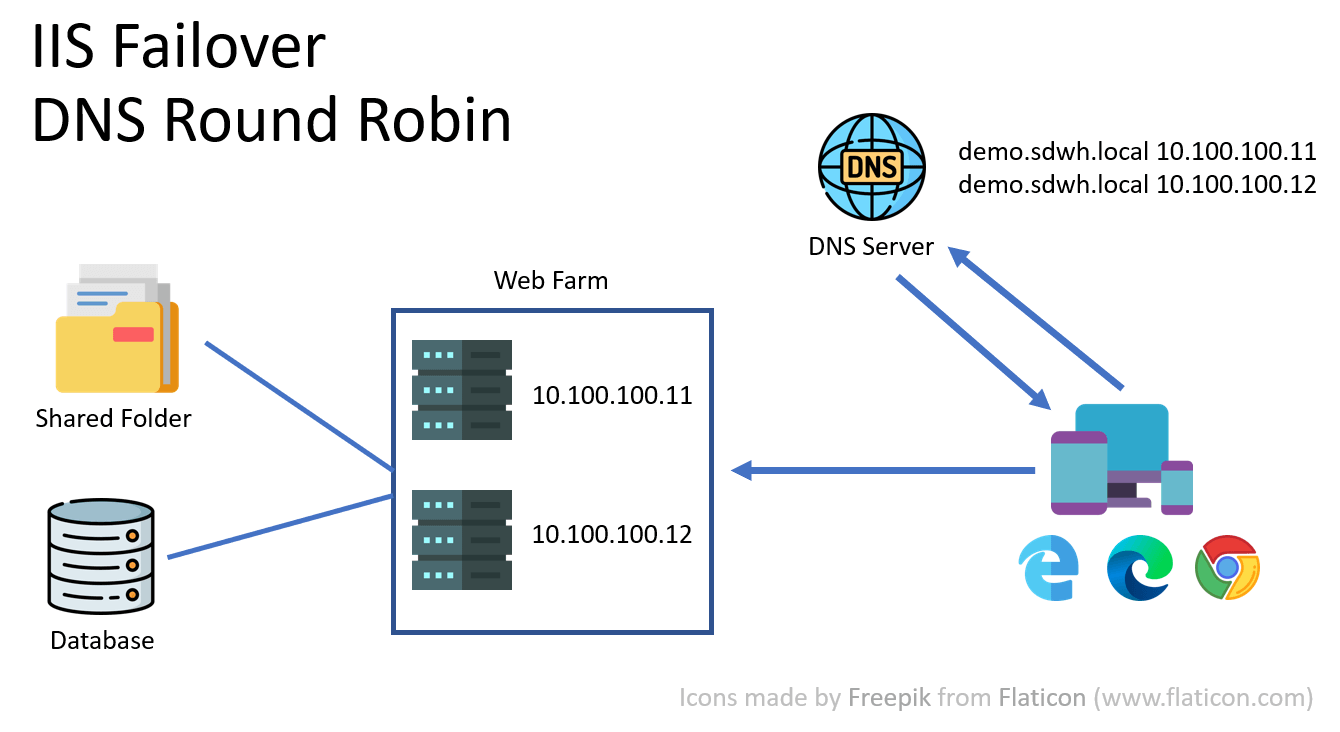 IIS Failover
DNS Round Robin
DNS
demo.sdwh.local 10.100.100.11
demo.sdwh.local 10.100.100.12
DNS Server
Web Farm
10.100.100.11
10.100.100.12
Shared Folder
Database
Icons made by Freepik from Flaticon (www.flaticon.com)